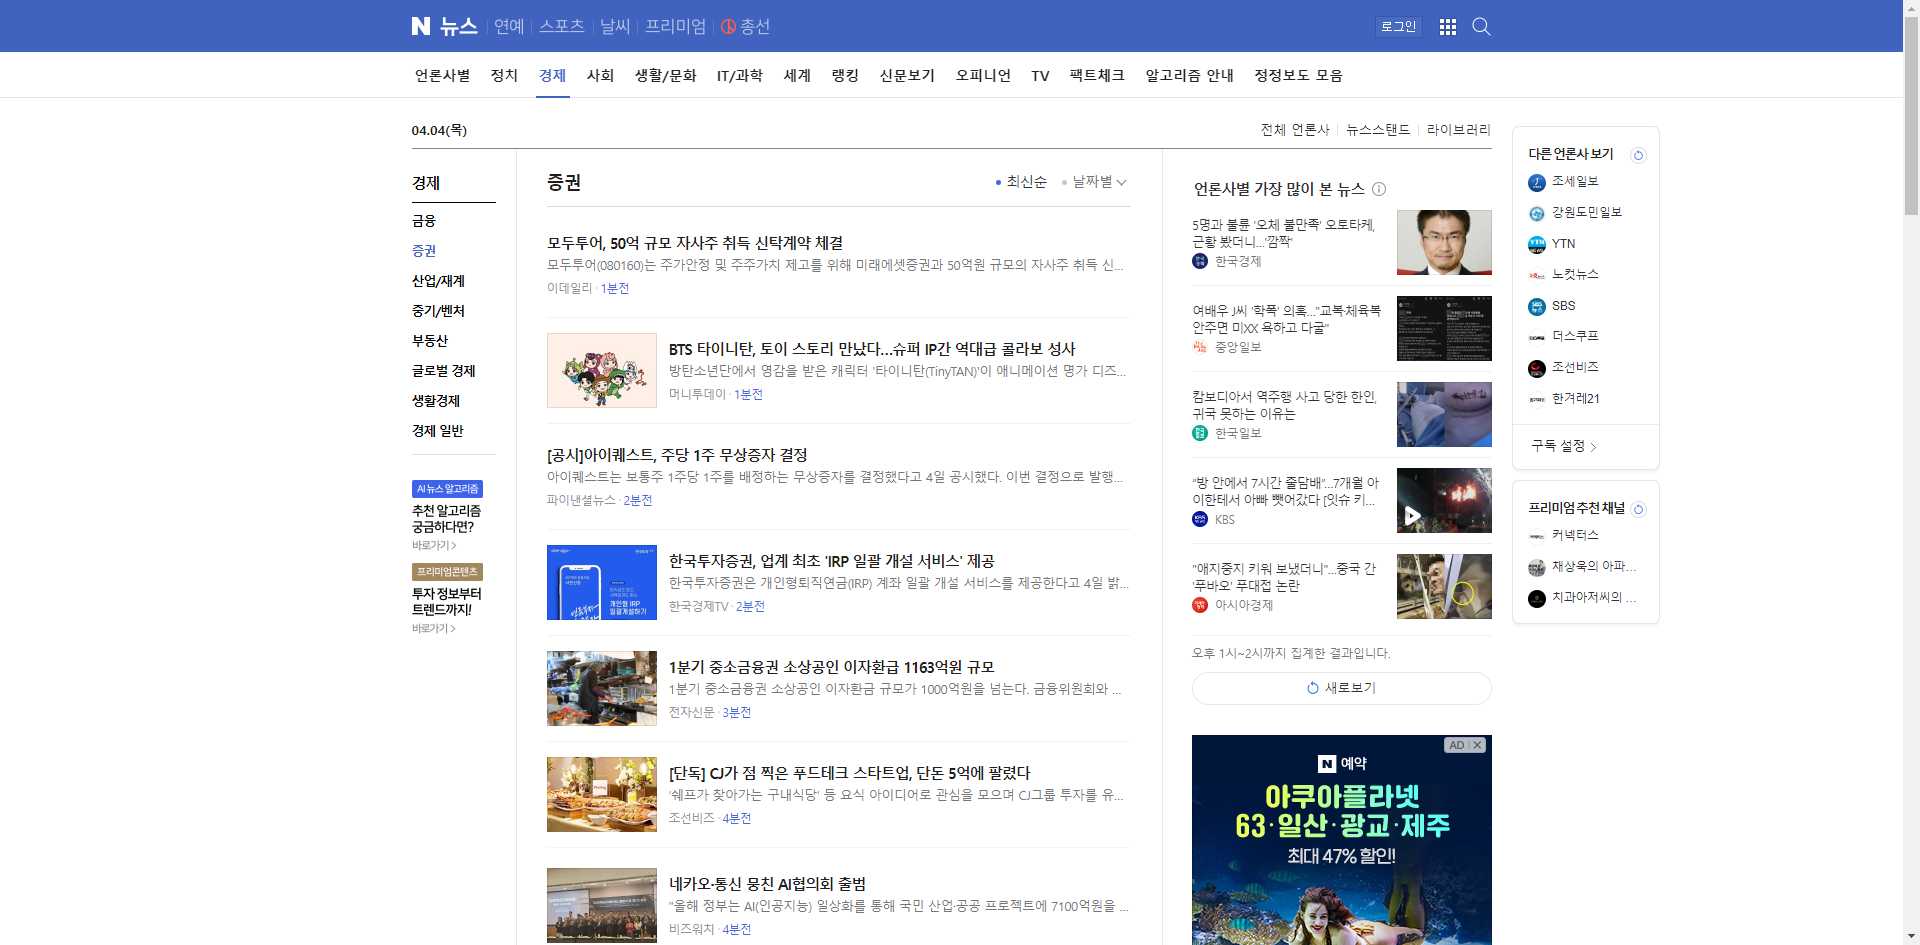 N 뉴스 연예 스포츠 날씨 프리미엄 총선 로그인
언론사별 정치 경제 사회 생활/문화 IT/과학 세계 랭킹 신문보기 오피니언 TV 팩트체크 알고리즘 안내 정정보도 모음
04.04(목) 전체 언론사 뉴스스탠드 라이브러리
경제
금융
증권
산업/재계
중기/벤처
부동산
글로벌 경제
생활경제
경제 일반
AI 뉴스 알고리즘
추천 알고리즘
궁금하다면?
바로가기 >
프리미엄콘텐츠
투자 정보부터
트렌드까지!
바로가기 >
증권 최신순 날짜별
모두투어, 50억 규모 자사주 취득 신탁계약 체결
모두투어(080160)는 주가안정 및 주주가치 제고를 위해 미래에셋증권과 50억원 규모의 자사주 취득 신...
이데일리 · 1분전
BTS 타이니탄, 토이 스토리 만났다...슈퍼 IP간 역대급 콜라보 성사
방탄소년단에서 영감을 받은 캐릭터 '타이니탄(TinyTAN)'이 애니메이션 명가 디즈...
머니투데이 · 1분전
[공시]아이퀘스트, 주당 1주 무상증자 결정
아이퀘스트는 보통주 1주당 1주를 배정하는 무상증자를 결정했다고 4일 공시했다. 이번 결정으로 발행...
파이낸셜뉴스 · 2분전
개인형 IRP
일괄개설하기
한국투자증권, 업계 최초 'IRP 일괄 개설 서비스' 제공
한국투자증권은 개인형퇴직연금(IRP) 계좌 일괄 개설 서비스를 제공한다고 4일 밝...
한국경제TV · 2분전
1분기 중소금융권 소상공인 이자환급 1163억원 규모
1분기 중소금융권 소상공인 이자환금 규모가 1000억원을 넘는다. 금융위원회와 ...
전자신문 · 3분전
[단독] CJ가 점 찍은 푸드테크 스타트업, 단돈 5억에 팔렸다
'쉐프가 찾아가는 구내식당' 등 요식 아이디어로 관심을 모으며 CJ그룹 투자를 유...
조선비즈 · 4분전
네카오·통신 뭉친 AI협의회 출범
"올해 정부는 AI(인공지능) 일상화를 통해 국민 산업·공공 프로젝트에 7100억원을 ...
비즈워치 · 4분전
언론사별 가장 많이 본 뉴스
5명과 불륜 '오체 불만족' 오토타케,
근황 봤더니...'깜짝'
한국경제
여배우 J씨 '학폭' 의혹..."교복·체육복
안주면 미XX 욕하고 다굴"
중앙일보
캄보디아서 역주행 사고 당한 한인,
귀국 못하는 이유는
한국일보
"방 안에서 7시간 줄담배"...7개월 아
이한테서 아빠 뺏어갔다 [잇슈 키...
KBS
"애지중지 키워 보냈더니"...중국 간
'푸바오' 푸대접 논란
아시아경제
오후 1시~2시까지 집계한 결과입니다.
새로보기
AD X
N 예약
아쿠아플라넷
63·일산·광교·제주
최대 47% 할인!
다른 언론사 보기
조세일보
강원도민일보
YTN
노컷뉴스
SBS
더스쿠프
조선비즈
한겨레21
구독 설정 >
프리미엄 추천 채널
커넥터스
채상욱의 아파...
치과아저씨의 ...